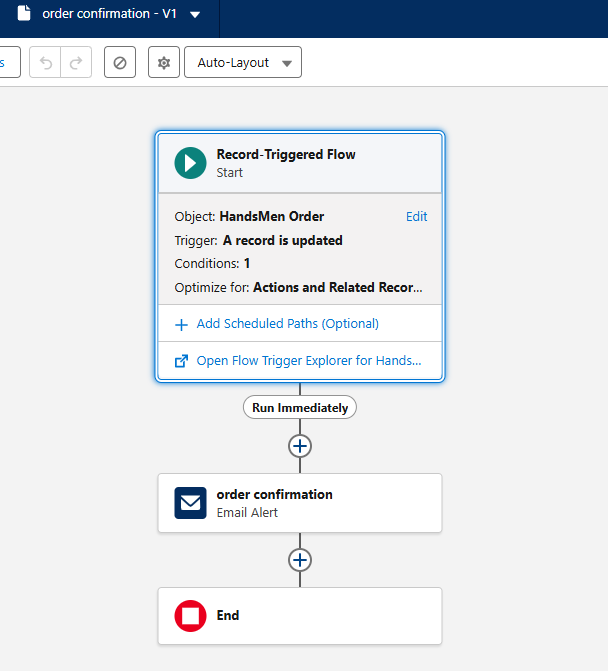 order confirmation - V1
s
Auto-Layout
Record-Triggered Flow
Start
Object: HandsMen Order
Edit
Trigger: A record is updated
Conditions: 1
Optimize for: Actions and Related Recor...
Add Scheduled Paths (Optional)
Open Flow Trigger Explorer for Hands...
Run Immediately
order confirmation
Email Alert
End